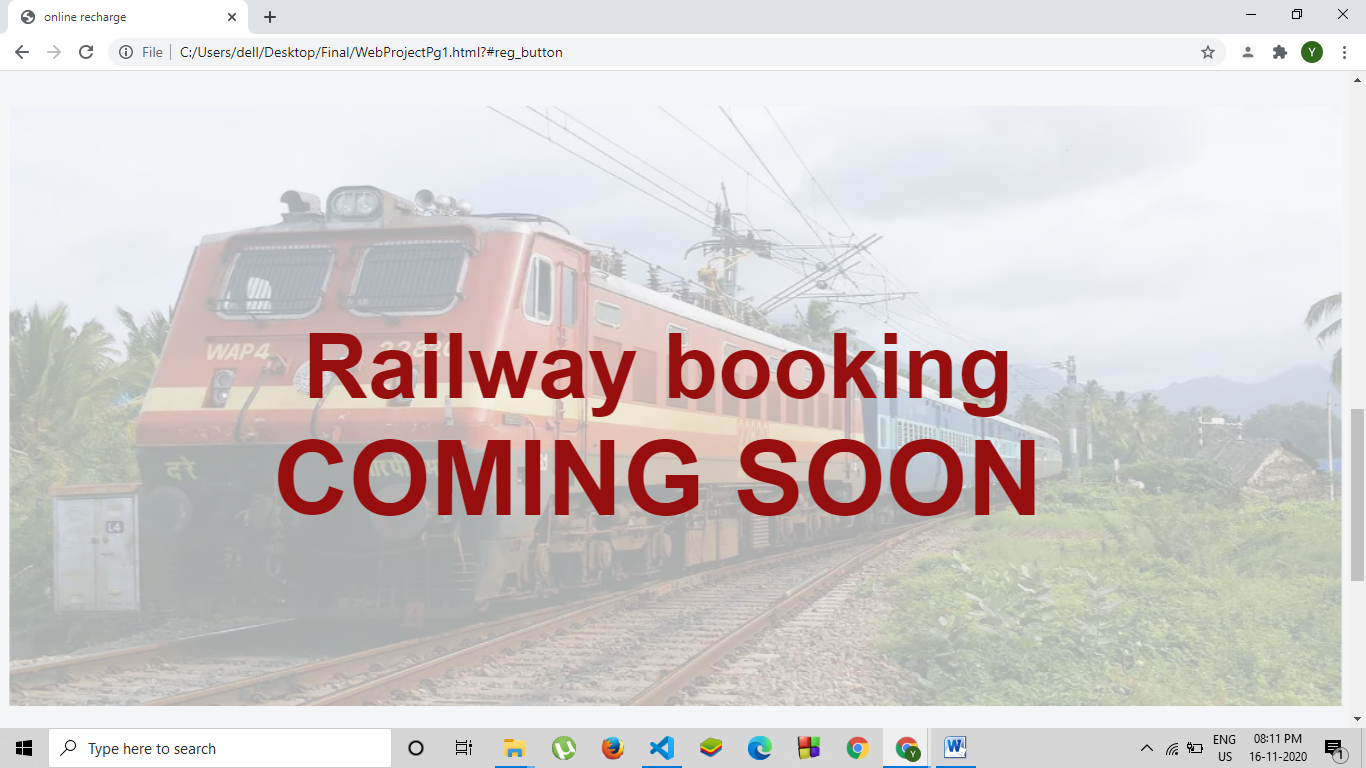 online recharge
File
C:/Users/dell/Desktop/Final/WebProjectPg1.html?#reg_button
Y
WAP4
Railway booking
COMING SOON
L4
Type here to search
Y
ENG
US
08:11 PM
16-11-2020
1